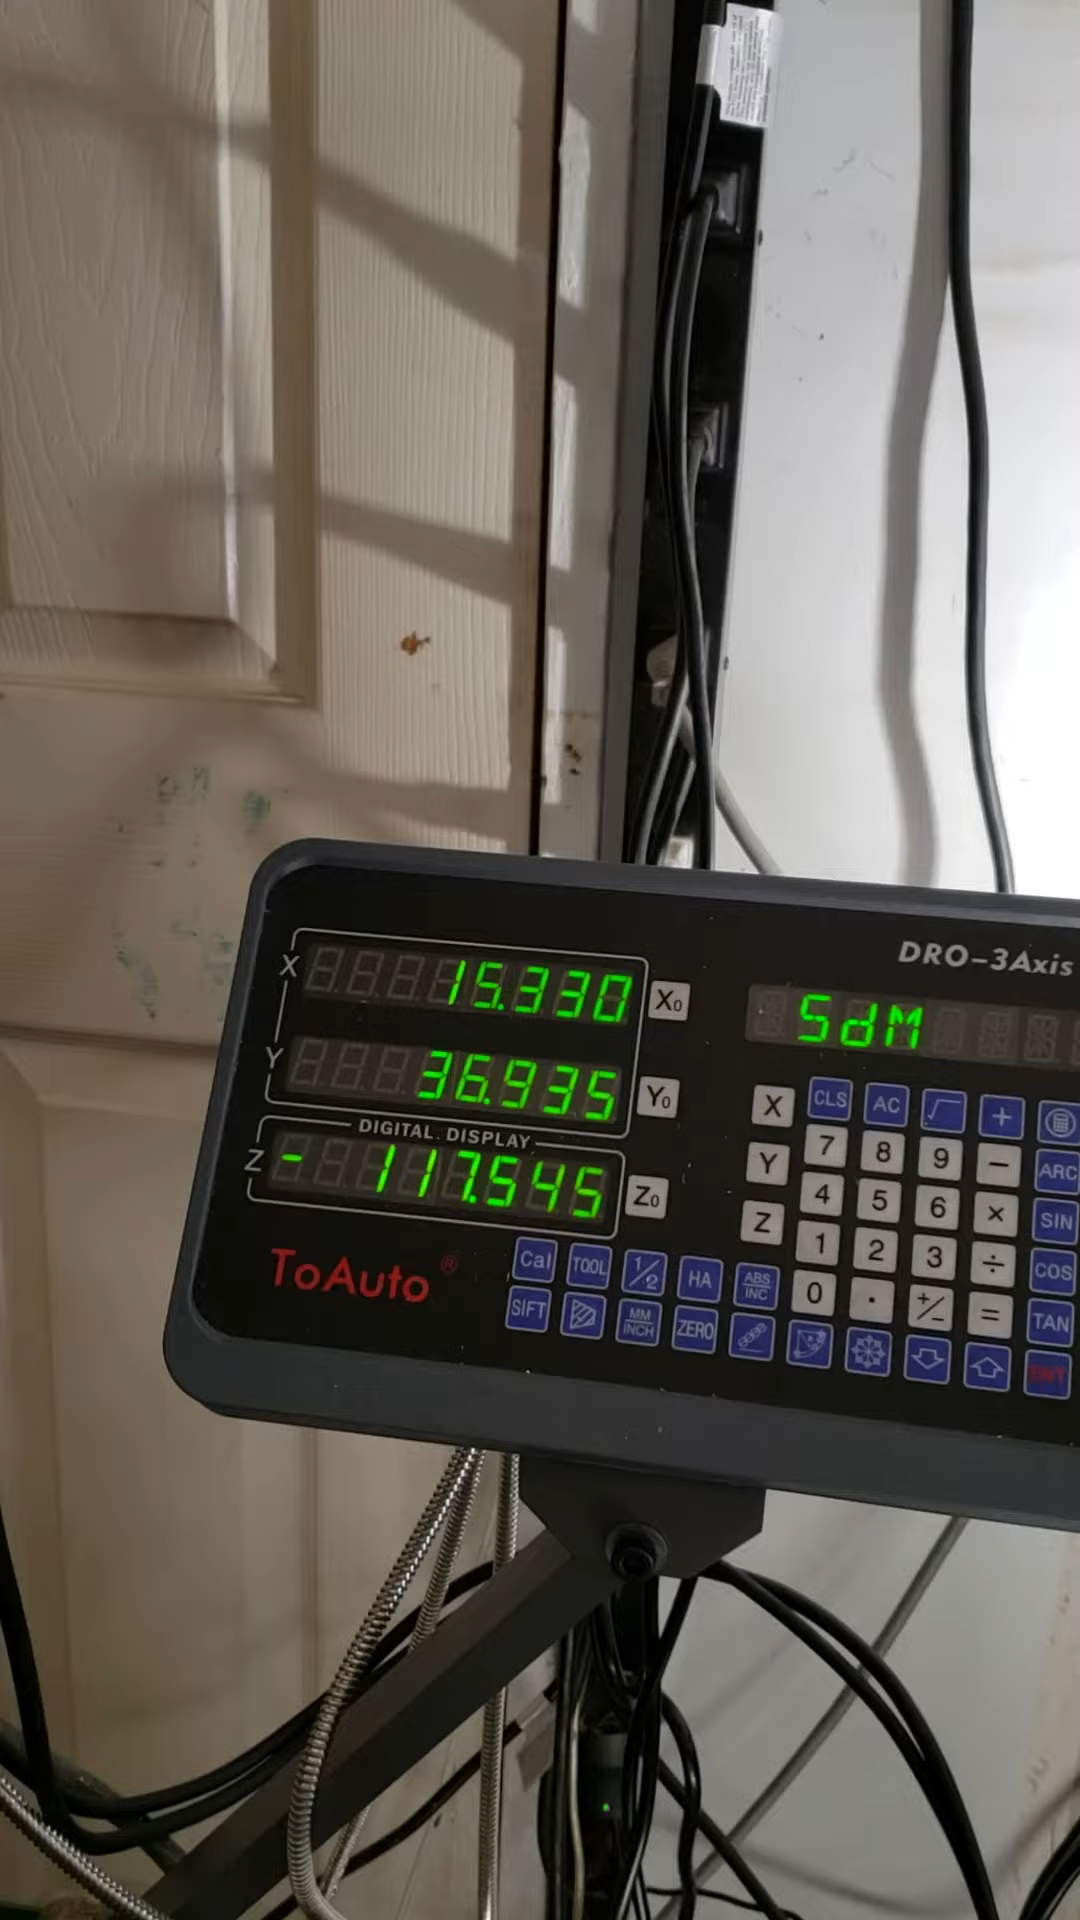 DRO-3Axis
X 15.330 X0
SdM
Y 36.935 Y0
DIGITAL DISPLAY
Z - 117.545 Z0
X CLS AC √ +
Y 7 8 9 - ARC
Z 4 5 6 × SIN
Cal TOOL 1/2 HA ABS/INC 1 2 3 ÷ COS
SIFT MM/INCH ZERO 0 . +/- = TAN
ENT
ToAuto®